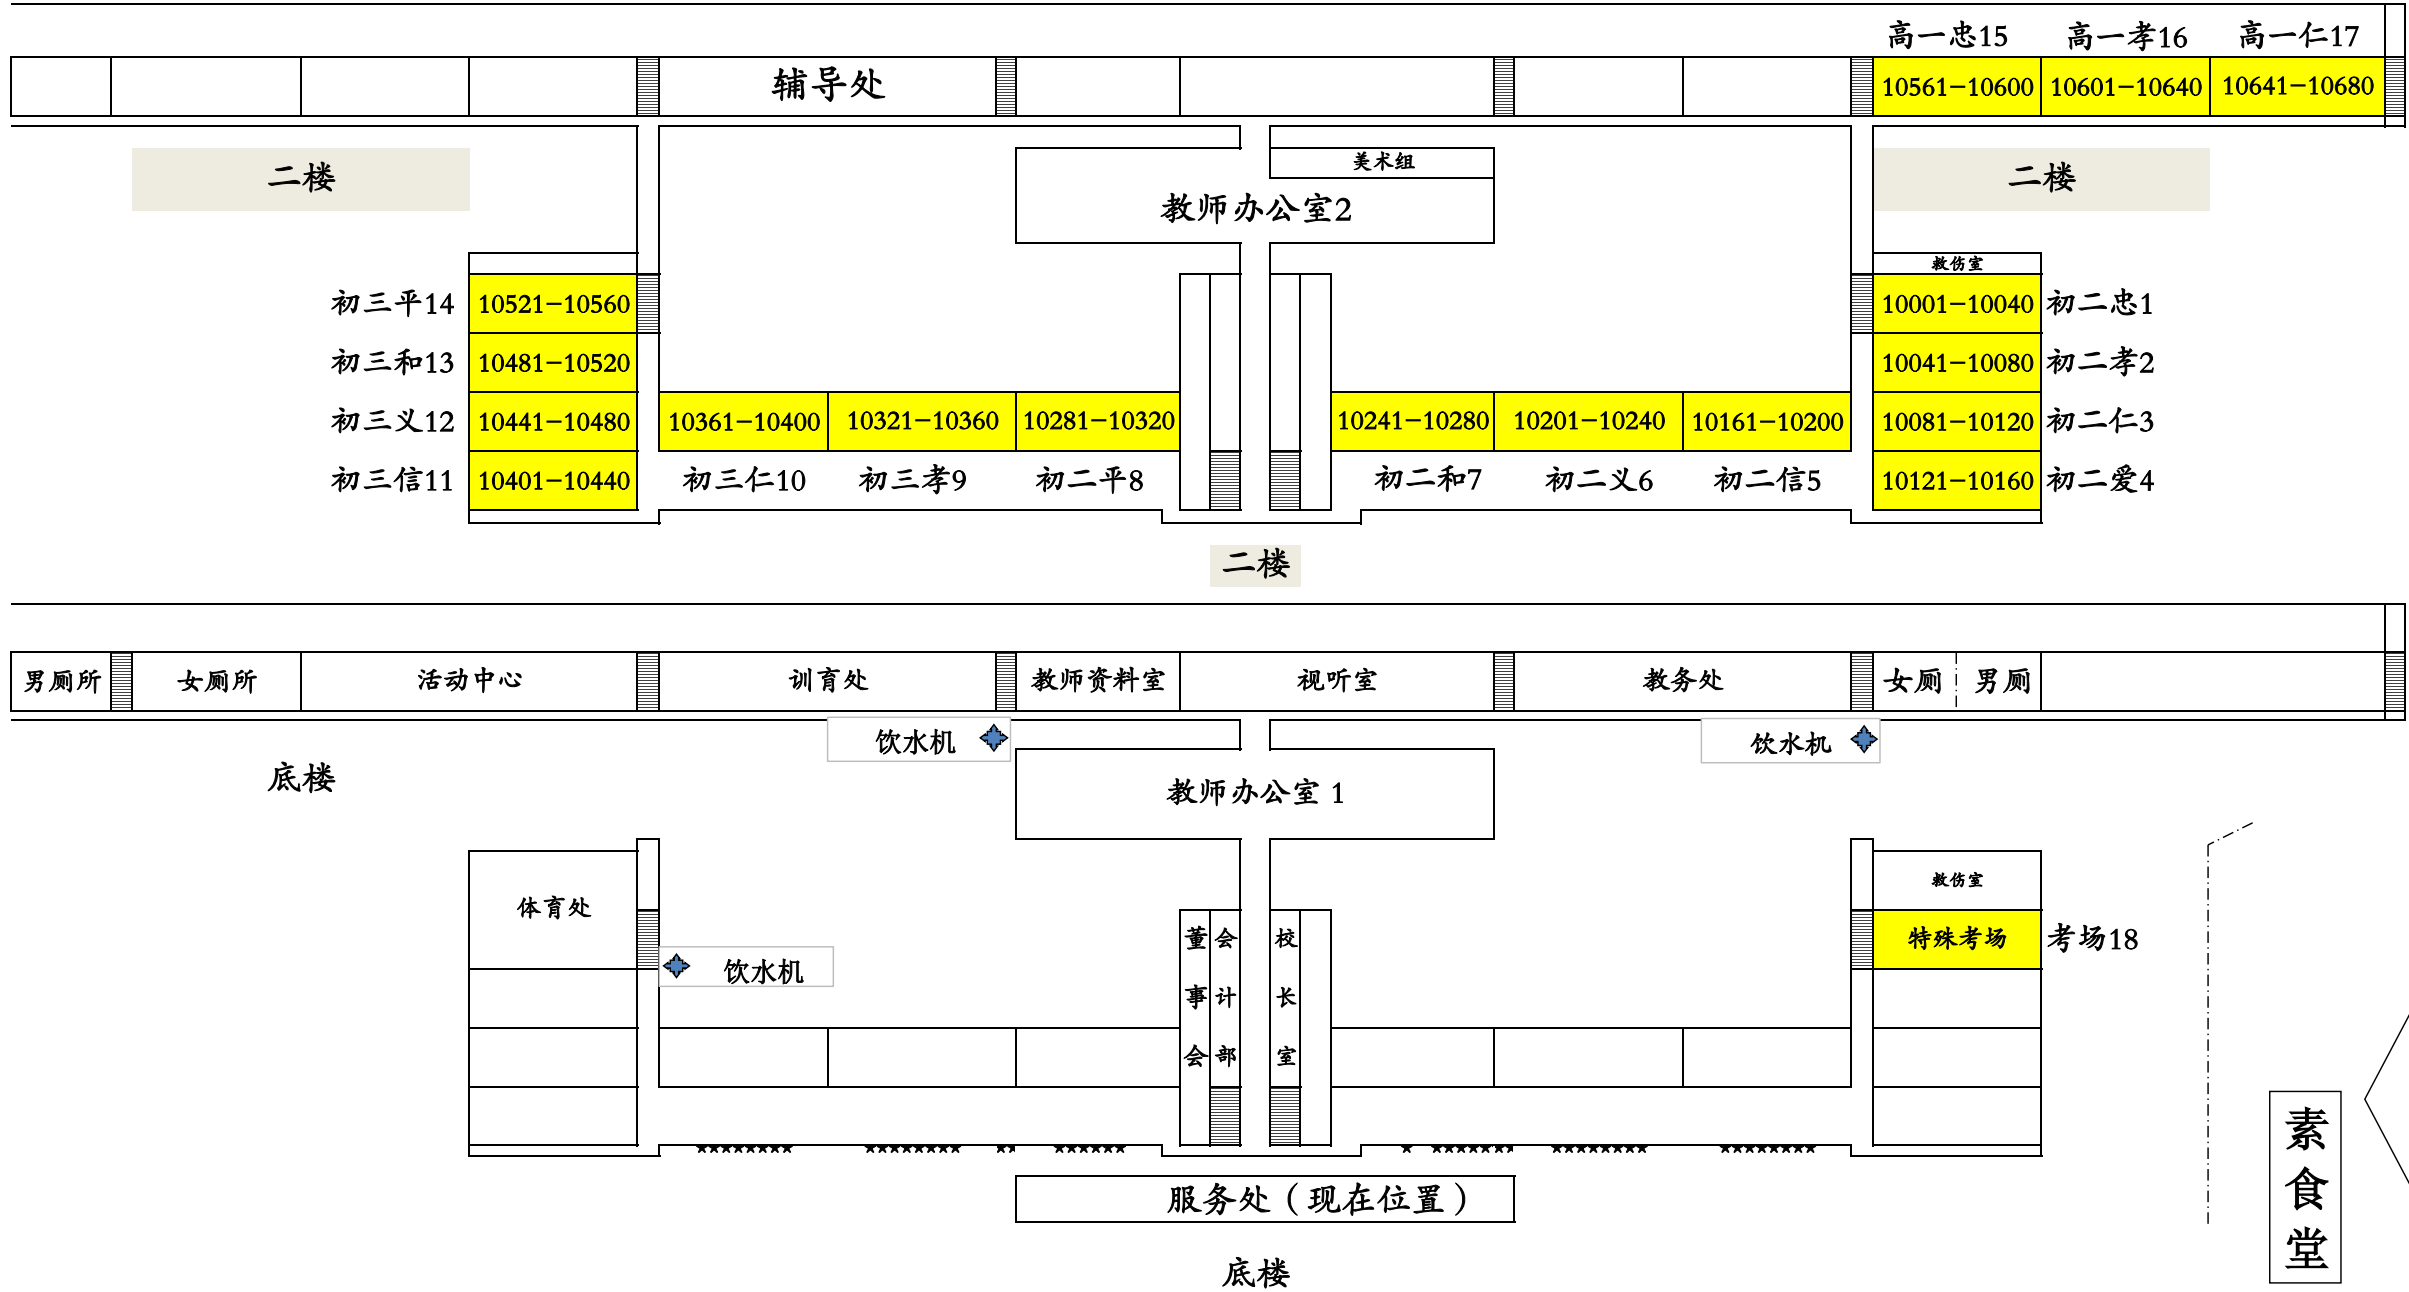 高一忠15 高一孝16 高一仁17
辅导处 10561-10600 10601-10640 10641-10680
美术组
二楼 二楼
教师办公室2
救伤室
初三平14 10521-10560 10001-10040 初二忠1
初三和13 10481-10520 10041-10080 初二孝2
初三义12 10441-10480 10361-10400 10321-10360 10281-10320 10241-10280 10201-10240 10161-10200 10081-10120 初二仁3
初三信11 10401-10440 初三仁10 初三孝9 初二平8 初二和7 初二义6 初二信5 10121-10160 初二爱4
二楼
男厕所 女厕所 活动中心 训育处 教师资料室 视听室 教务处 女厕 男厕
饮水机 饮水机
底楼
教师办公室 1
救伤室
体育处
董事会
会计部
校长室
特殊考场 考场18
饮水机
服务处（现在位置）
素食堂
底楼